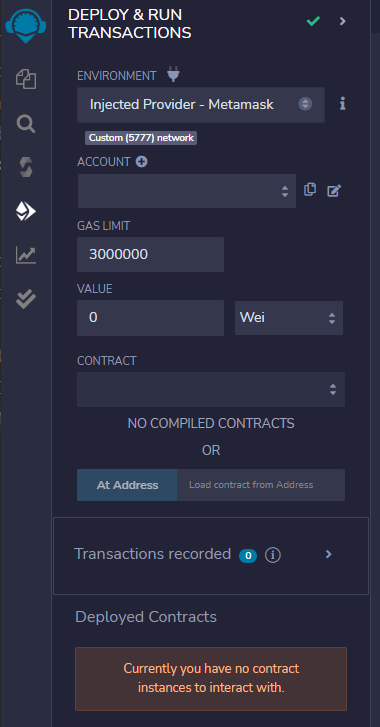 DEPLOY & RUN
TRANSACTIONS
ENVIRONMENT
Injected Provider - Metamask
Custom (5777) network
ACCOUNT
GAS LIMIT
3000000
VALUE
0
Wei
CONTRACT
NO COMPILED CONTRACTS
OR
At Address
Load contract from Address
Transactions recorded 0
Deployed Contracts
Currently you have no contract
instances to interact with.